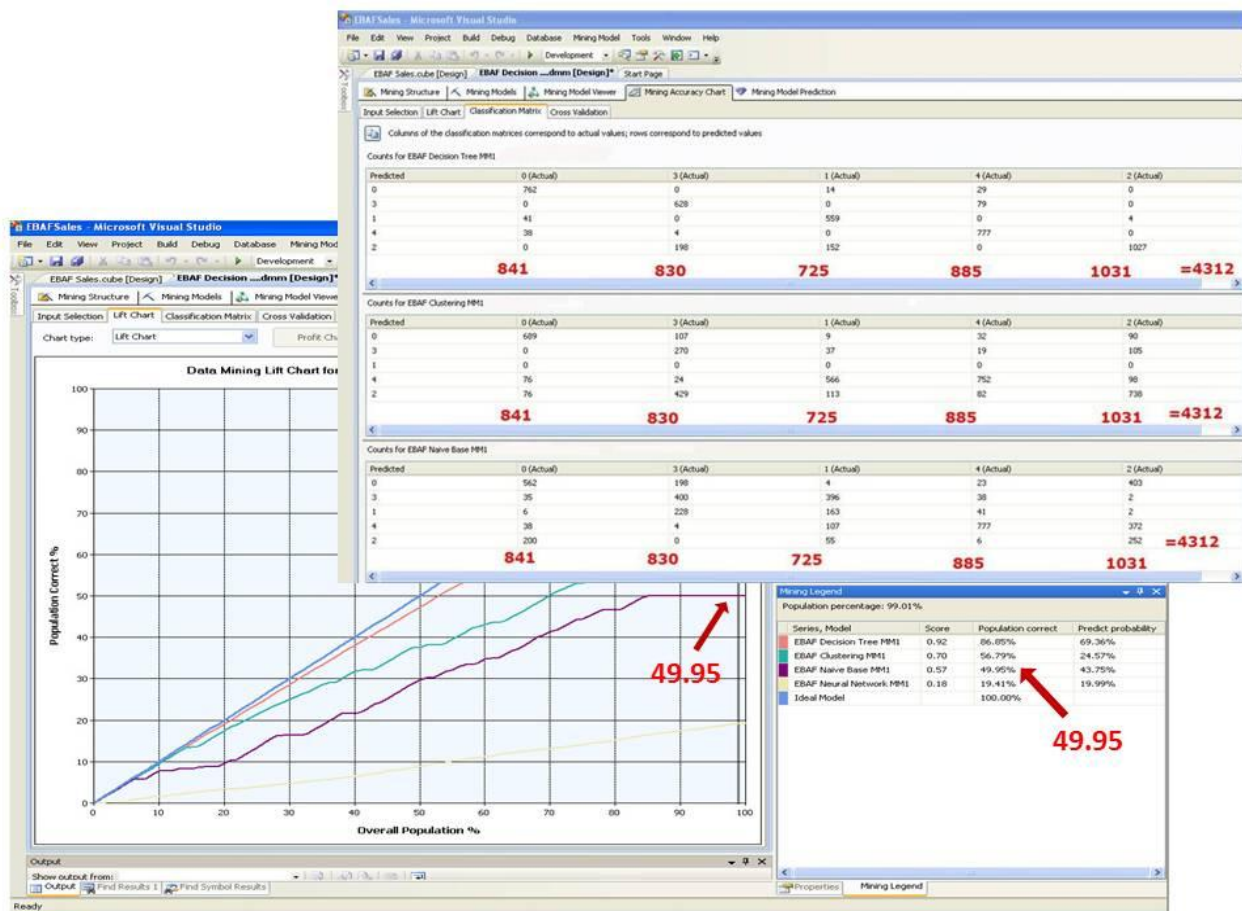 EBAFSales - Microsoft Visual Studio
File Edit View Project Build Debug Database Mining Model Tools Window Help
Development
EBAF Sales.cube [Design] EBAF Decision ....dmm [Design]* Start Page
Mining Structure Mining Models Mining Model Viewer Mining Accuracy Chart Mining Model Prediction
Input Selection Lift Chart Classification Matrix Cross Validation
Toolbox
Columns of the classification matrices correspond to actual values; rows correspond to predicted values
Counts for EBAF Decision Tree MM1
Predicted 0 (Actual) 3 (Actual) 1 (Actual) 4 (Actual) 2 (Actual)
0 762 0 14 29 0
3 0 628 0 79 0
1 41 0 559 0 4
4 38 4 0 777 0
2 0 198 152 0 1027
841 830 725 885 1031 =4312
Counts for EBAF Clustering MM1
Predicted 0 (Actual) 3 (Actual) 1 (Actual) 4 (Actual) 2 (Actual)
0 689 107 9 32 90
3 0 270 37 19 105
1 0 0 0 0 0
4 76 24 566 752 98
2 76 429 113 82 738
841 830 725 885 1031 =4312
Counts for EBAF Naive Base MM1
Predicted 0 (Actual) 3 (Actual) 1 (Actual) 4 (Actual) 2 (Actual)
0 562 198 4 23 403
3 35 400 396 38 2
1 6 228 163 41 2
4 38 4 107 777 372
2 200 0 55 6 252
841 830 725 885 1031 =4312
EBAFSales - Microsoft Visual Studio
File Edit View Project Build Debug Database Mining Mod
Development
EBAF Sales.cube [Design] EBAF Decision ....dmm [Design]*
Mining Structure Mining Models Mining Model Viewe
Input Selection Lift Chart Classification Matrix Cross Validation
Toolbox
Chart type: Lift Chart Profit Ch
Data Mining Lift Chart for
Population Correct %
100
90
80
70
60
50
40
30
20
10
0
0 10 20 30 40 50 60 70 80 90 100
Overall Population %
49.95
Mining Legend
Population percentage: 99.01%
Series, Model Score Population correct Predict probability
EBAF Decision Tree MM1 0.92 86.85% 69.36%
EBAF Clustering MM1 0.70 56.79% 24.57%
EBAF Naive Base MM1 0.57 49.95% 43.75%
EBAF Neural Network MM1 0.18 19.41% 19.99%
Ideal Model 100.00%
49.95
Output
Show output from:
Output Find Results 1 Find Symbol Results
Properties Mining Legend
Ready